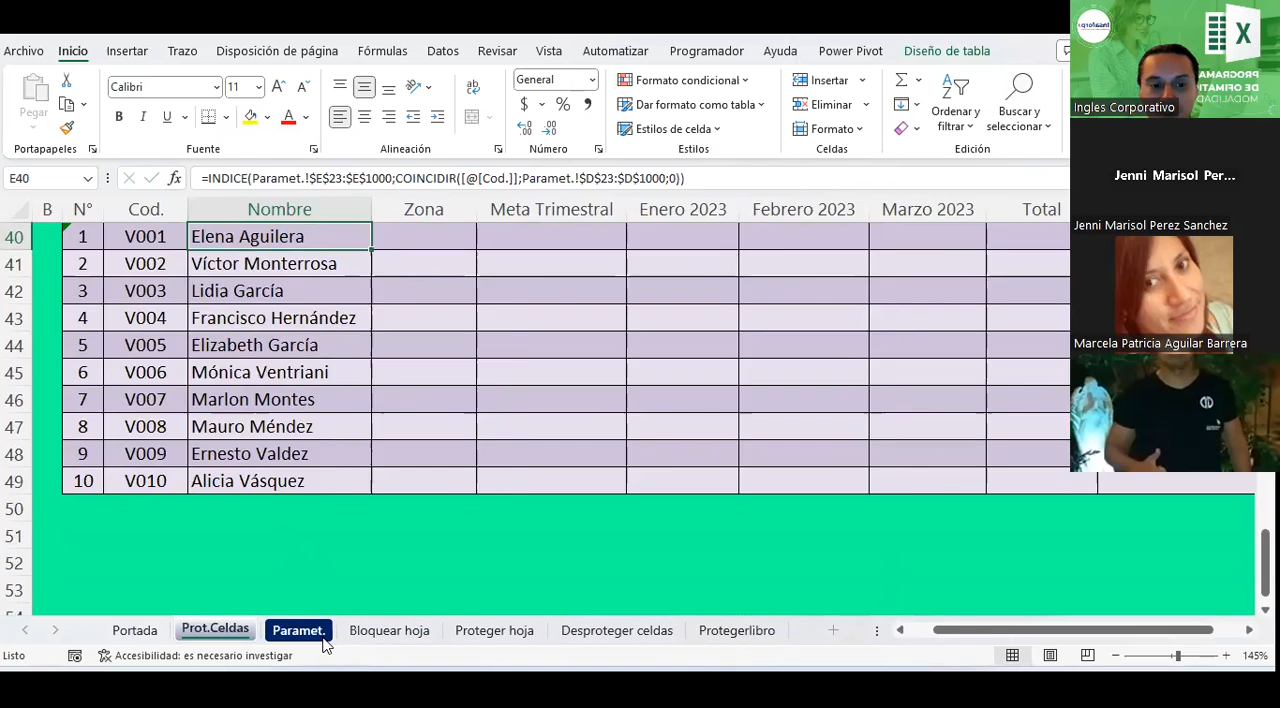 Archivo Inicio Insertar Trazo Disposición de página Fórmulas Datos Revisar Vista Automatizar Programador Ayuda Power Pivot Diseño de tabla
Pegar
Portapapeles
Calibri 11
N K S
Fuente
Alineación
General
$ % 
Número
Formato condicional
Dar formato como tabla
Estilos de celda
Estilos
Insertar
Eliminar
Formato
Celdas
Ordenar y filtrar
Buscar y seleccionar
Edición
E40 fx =INDICE(Paramet.!$E$23:$E$1000;COINCIDIR([@[Cod.]];Paramet.!$D$23:$D$1000;0))
B N° Cod. Nombre Zona Meta Trimestral Enero 2023 Febrero 2023 Marzo 2023 Total
40 1 V001 Elena Aguilera
41 2 V002 Víctor Monterrosa
42 3 V003 Lidia García
43 4 V004 Francisco Hernández
44 5 V005 Elizabeth García
45 6 V006 Mónica Ventriani
46 7 V007 Marlon Montes
47 8 V008 Mauro Méndez
48 9 V009 Ernesto Valdez
49 10 V010 Alicia Vásquez
50
51
52
53
Portada Prot.Celdas Paramet. Bloquear hoja Proteger hoja Desproteger celdas Protegerlibro
Listo Accesibilidad: es necesario investigar 145%
PROGRAMA
DE OFIMATI
MODALIDAD
Ingles Corporativo
Jenni Marisol Per...
Jenni Marisol Perez Sanchez
Marcela Patricia Aguilar Barrera